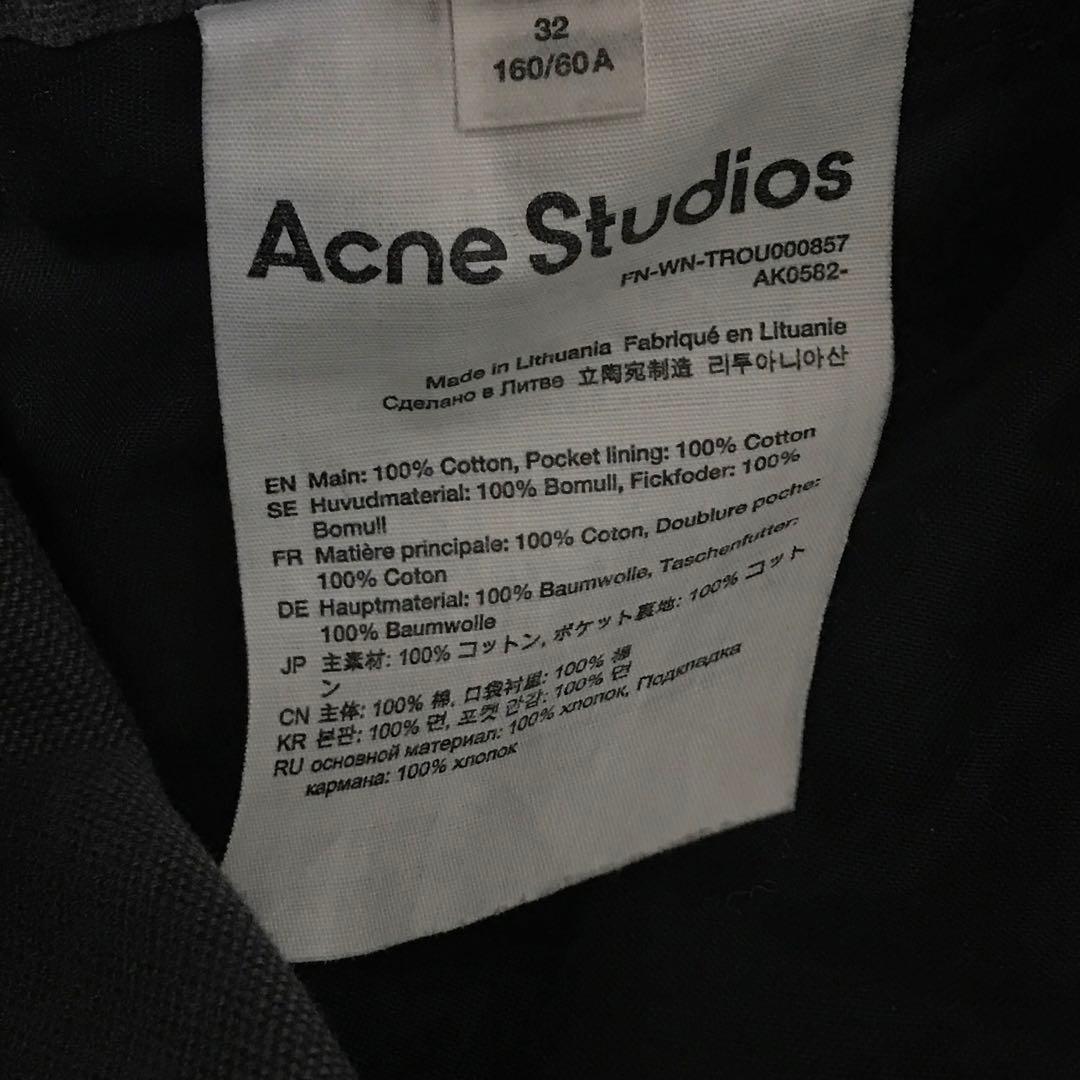 32
160/60A
Acne Studios
FN-WN-TROU000857
AK0582-
Made in Lithuania Fabriqué en Lituanie
Сделано в Литве 立陶宛制造 리투아니아산
EN Main: 100% Cotton, Pocket lining: 100% Cotton
SE Huvudmaterial: 100% Bomull, Fickfoder: 100%
Bomull
FR Matière principale: 100% Coton, Doublure poche:
100% Coton
DE Hauptmaterial: 100% Baumwolle, Taschenfutter:
100% Baumwolle
JP 主素材: 100% コットン, ポケット裏地: 100% コット
ン
CN 主体: 100% 棉, 口袋衬里: 100% 棉
KR 본판: 100% 면, 포켓 안감: 100% 면
RU основной материал: 100% хлопок, Подкладка
кармана: 100% хлопок